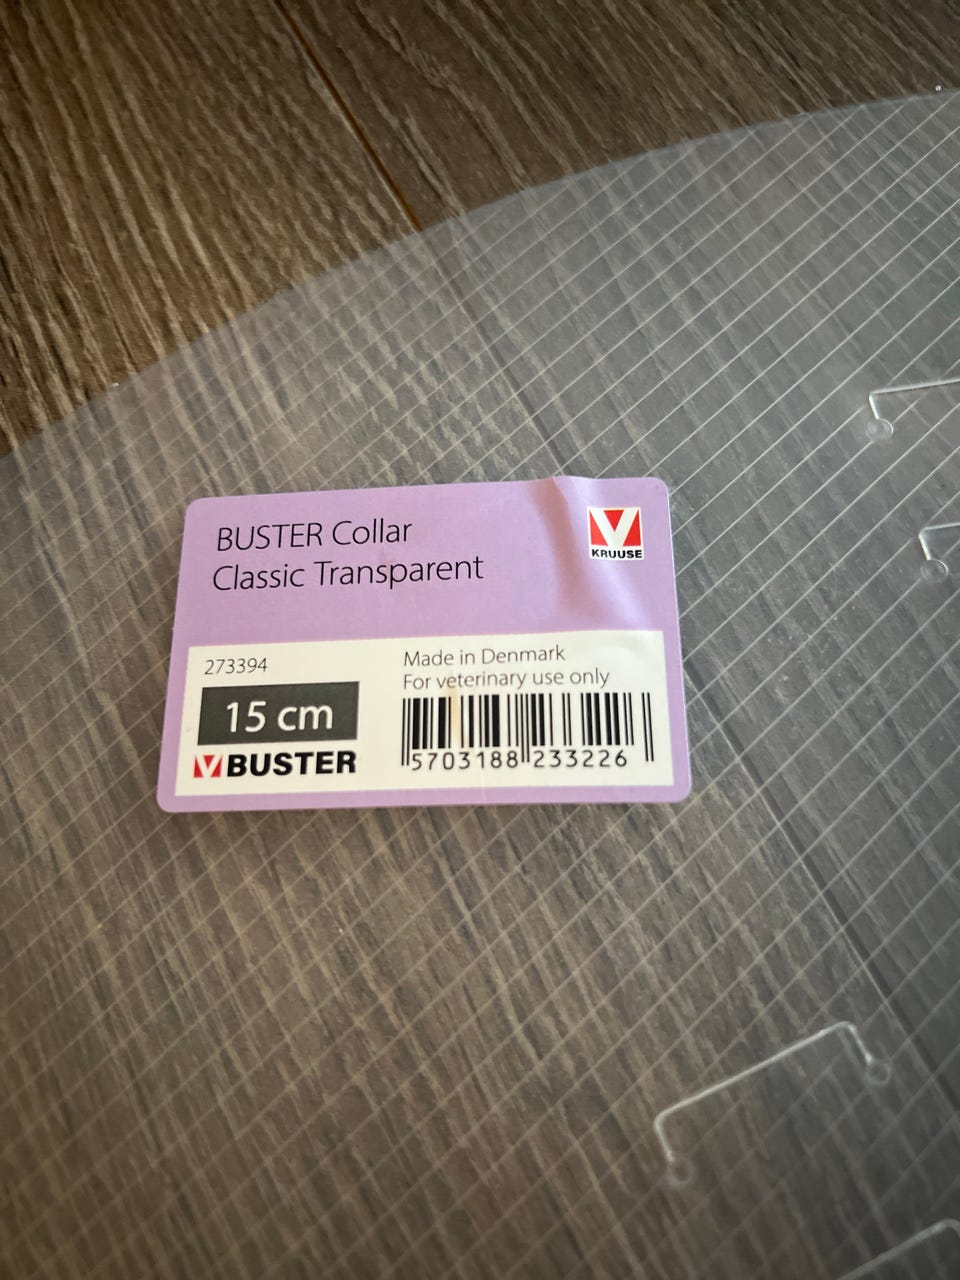 BUSTER Collar
Classic Transparent
KRUUSE
273394
15 cm
BUSTER
Made in Denmark
For veterinary use only
5703188 233226